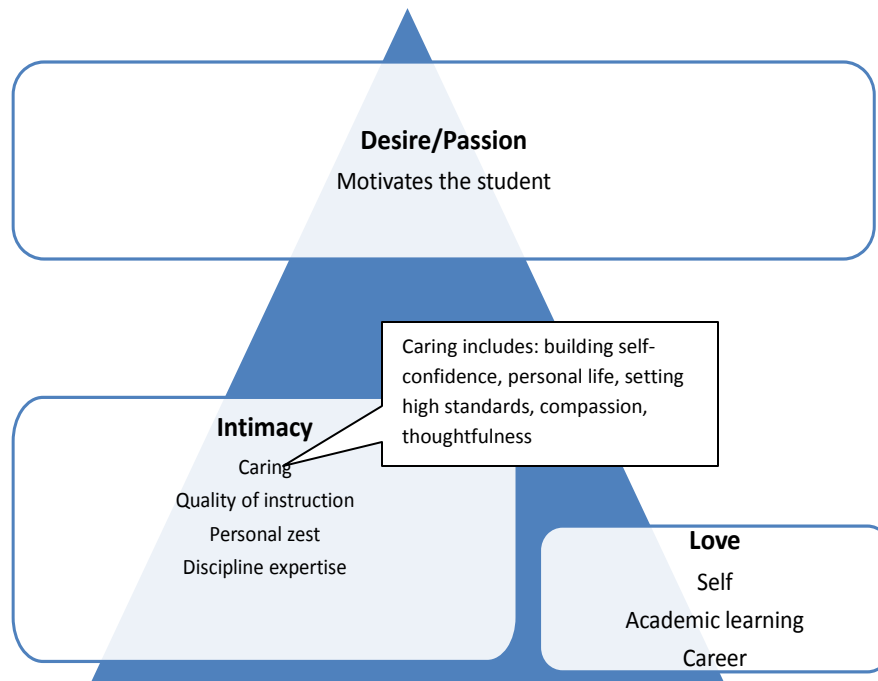 Desire/Passion
Motivates the student
Caring includes: building self-
confidence, personal life, setting
high standards, compassion,
thoughtfulness
Intimacy
Caring
Quality of instruction
Personal zest
Discipline expertise
Love
Self
Academic learning
Career